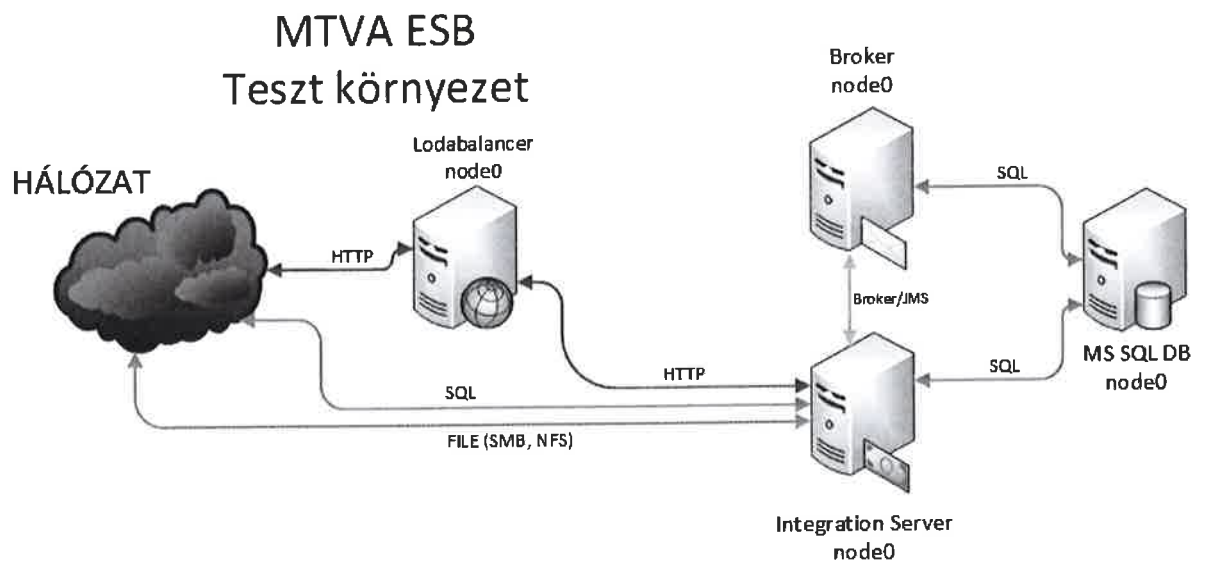 MTVA ESB
Teszt környezet
Broker
node0
Lodabalancer
node0
HÁLÓZAT
SQL
HTTP
Broker/JMS
MS SQL DB
node0
HTTP
SQL
SQL
FILE (SMB, NFS)
Integration Server
node0